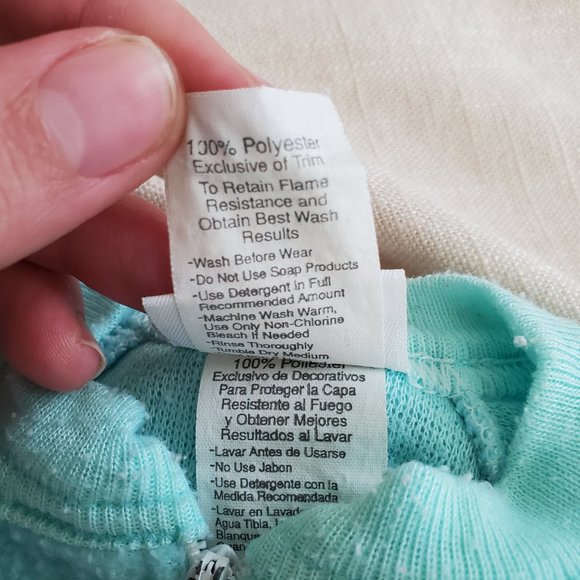 100% Polyester
Exclusive of Trim
To Retain Flame
Resistance and
Obtain Best Wash
Results
-Wash Before Wear
-Do Not Use Soap Products
-Use Detergent in Full
Recommended Amount
-Machine Wash Warm,
Use Only Non-Chlorine
Bleach If Needed
-Rinse Thoroughly
Tumble Dry Medium
100% Poliester
Exclusivo de Decorativos
Para Proteger la Capa
Resistente al Fuego
y Obtener Mejores
Resultados al Lavar
-Lavar Antes de Usarse
-No Use Jabon
-Use Detergente con la
Medida Recomendada
-Lavar en
Agua Tibia,